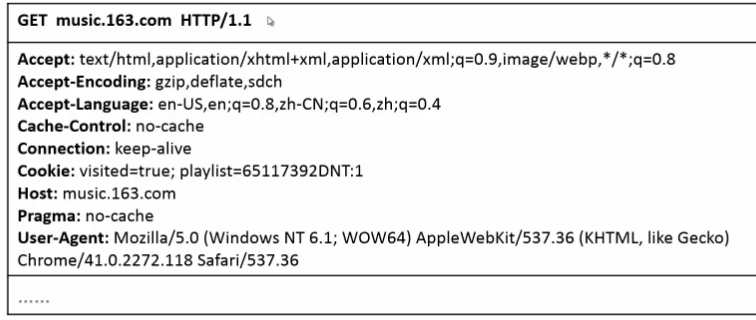 GET music.163.com HTTP/1.1
Accept: text/html,application/xhtml+xml,application/xml;q=0.9,image/webp,*/*;q=0.8
Accept-Encoding: gzip,deflate,sdch
Accept-Language: en-US,en;q=0.8,zh-CN;q=0.6,zh;q=0.4
Cache-Control: no-cache
Connection: keep-alive
Cookie: visited=true; playlist=65117392DNT:1
Host: music.163.com
Pragma: no-cache
User-Agent: Mozilla/5.0 (Windows NT 6.1; WOW64) AppleWebKit/537.36 (KHTML, like Gecko)
Chrome/41.0.2272.118 Safari/537.36
......